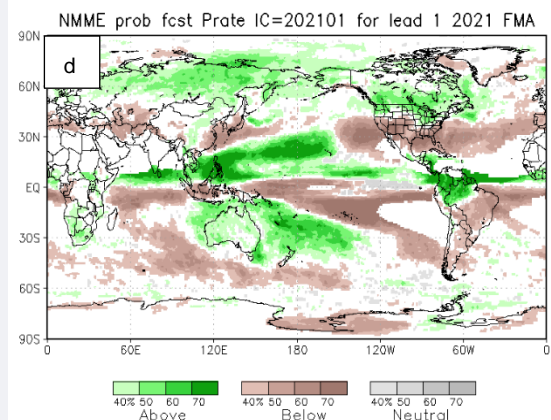 NMME prob fcst Prate IC=202101 for lead 1 2021 FMA
d
90N
60N
30N
EQ
30S
60S
90S
0 60E 120E 180 120W 60W 0
40% 50 60 70 40% 50 60 70 40% 50 60 70
Above Below Neutral